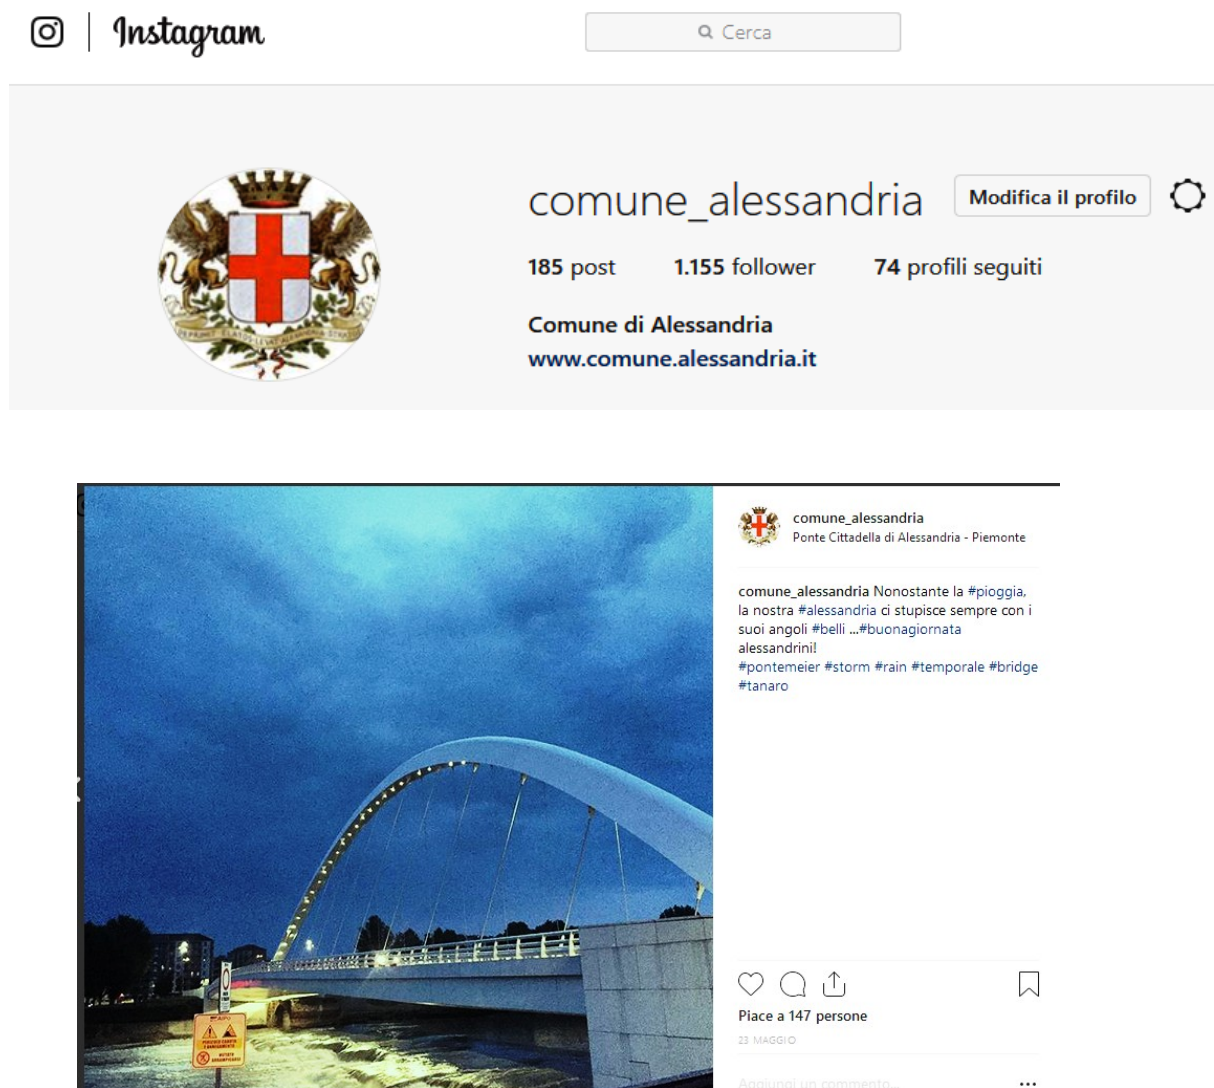 Instagram
Cerca
comune_alessandria
Modifica il profilo
185 post
1.155 follower
74 profili seguiti
Comune di Alessandria
www.comune.alessandria.it
comune_alessandria
Ponte Cittadella di Alessandria - Piemonte
comune_alessandria Nonostante la #pioggia,
la nostra #alessandria ci stupisce sempre con i
suoi angoli #belli ...#buonagiornata
alessandrini!
#pontemeier #storm #rain #temporale #bridge
#tanaro
Piace a 147 persone
23 MAGGIO
Aggiungi un commento...